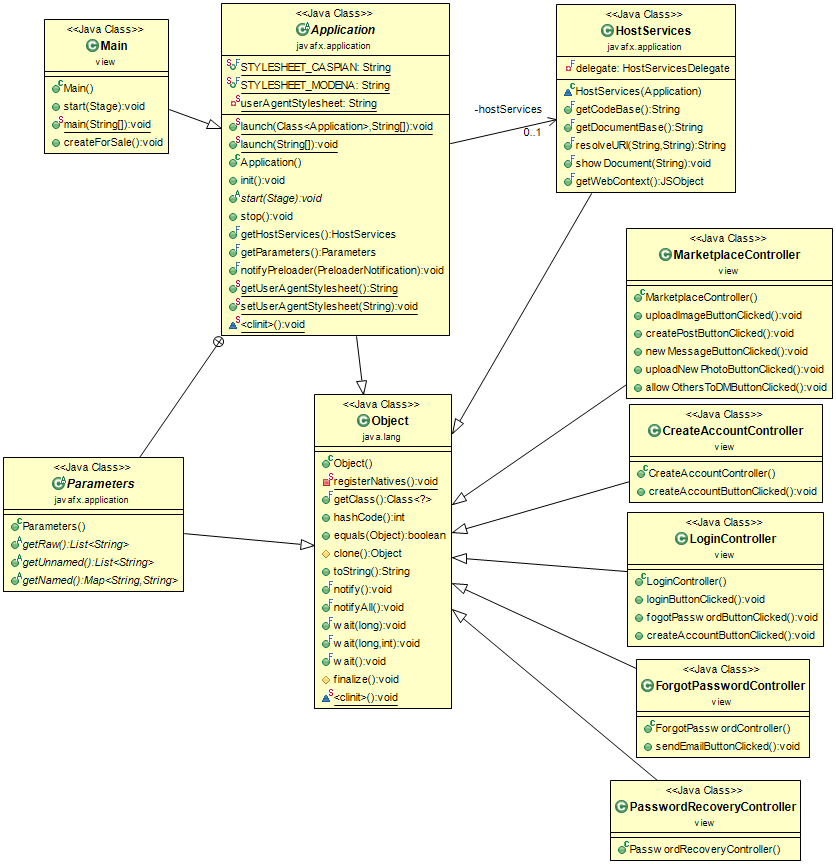 <<Java Class>>
Main
view
Main()
start(Stage):void
main(String[]):void
createForSale():void
<<Java Class>>
Application
javafx.application
STYLESHEET_CASPIAN: String
STYLESHEET_MODENA: String
userAgentStylesheet: String
launch(Class<Application>,String[]):void
launch(String[]):void
Application()
init():void
start(Stage):void
stop():void
getHostServices():HostServices
getParameters():Parameters
notifyPreloader(PreloaderNotification):void
getUserAgentStylesheet():String
setUserAgentStylesheet(String):void
<clinit>():void
-hostServices
0..1
<<Java Class>>
HostServices
javafx.application
delegate: HostServicesDelegate
HostServices(Application)
getCodeBase():String
getDocumentBase():String
resolveURI(String,String):String
showDocument(String):void
getWebContext():JSObject
<<Java Class>>
MarketplaceController
view
MarketplaceController()
uploadImageButtonClicked():void
createPostButtonClicked():void
newMessageButtonClicked():void
uploadNewPhotoButtonClicked():void
allowOthersToDMButtonClicked():void
<<Java Class>>
Object
java.lang
Object()
registerNatives():void
getClass():Class<?>
hashCode():int
equals(Object):boolean
clone():Object
toString():String
notify():void
notifyAll():void
wait(long):void
wait(long,int):void
wait():void
finalize():void
<clinit>():void
<<Java Class>>
CreateAccountController
view
CreateAccountController()
createAccountButtonClicked():void
<<Java Class>>
Parameters
javafx.application
Parameters()
getRaw():List<String>
getUnnamed():List<String>
getNamed():Map<String,String>
<<Java Class>>
LoginController
view
LoginController()
loginButtonClicked():void
fogotPasswordButtonClicked():void
createAccountButtonClicked():void
<<Java Class>>
ForgotPasswordController
view
ForgotPasswordController()
sendEmailButtonClicked():void
<<Java Class>>
PasswordRecoveryController
view
PasswordRecoveryController()